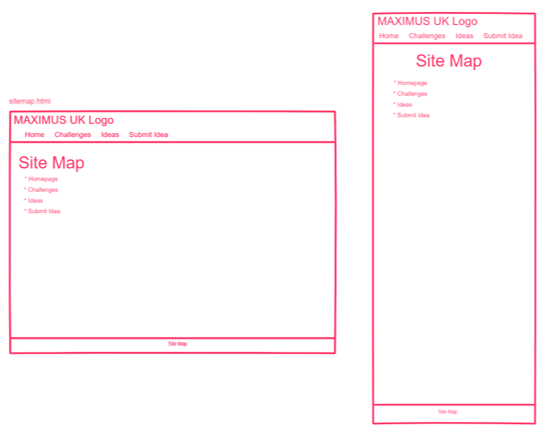 sitemap.html
MAXIMUS UK Logo
Home Challenges Ideas Submit Idea
Site Map
* Homepage
* Challenges
* Ideas
* Submit Idea
Site Map
MAXIMUS UK Logo
Home Challenges Ideas Submit Idea
Site Map
* Homepage
* Challenges
* Ideas
* Submit Idea
Site Map